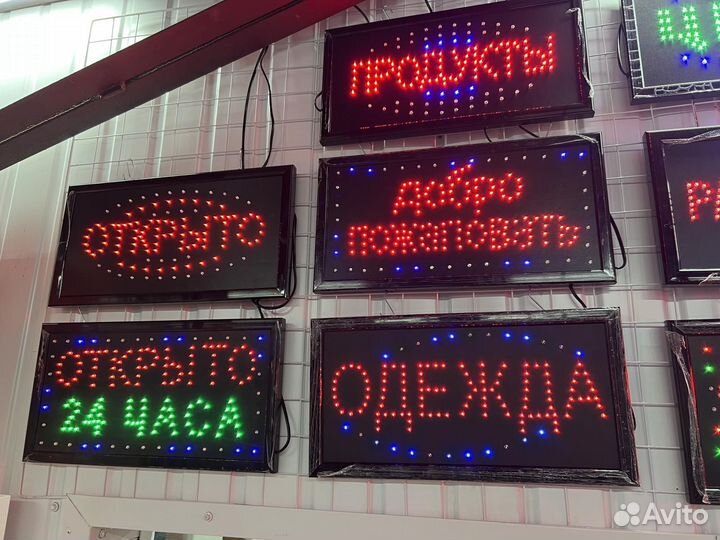 ПРОДУКТЫ
ОТКРЫТО
добро
пожаловать
ОТКРЫТО
24 ЧАСА
ОДЕЖДА
Avito